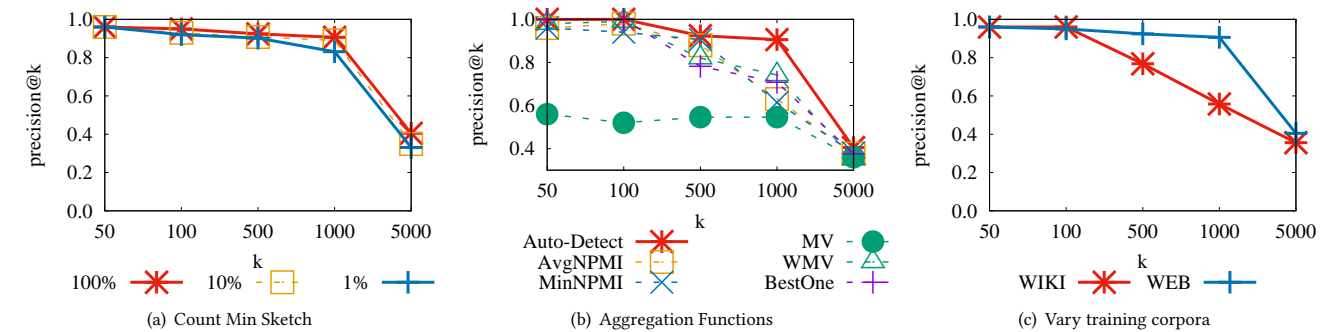 precision@k
1.0
0.8
0.6
0.4
0.2
0.0
50 100 500 1000 5000
k
100% 10% 1%
(a) Count Min Sketch
precision@k
1.0
0.8
0.6
0.4
50 100 500 1000 5000
k
Auto-Detect MV
AvgNPMI WMV
MinNPMI BestOne
(b) Aggregation Functions
precision@k
1.0
0.8
0.6
0.4
0.2
0.0
50 100 500 1000 5000
k
WIKI WEB
(c) Vary training corpora